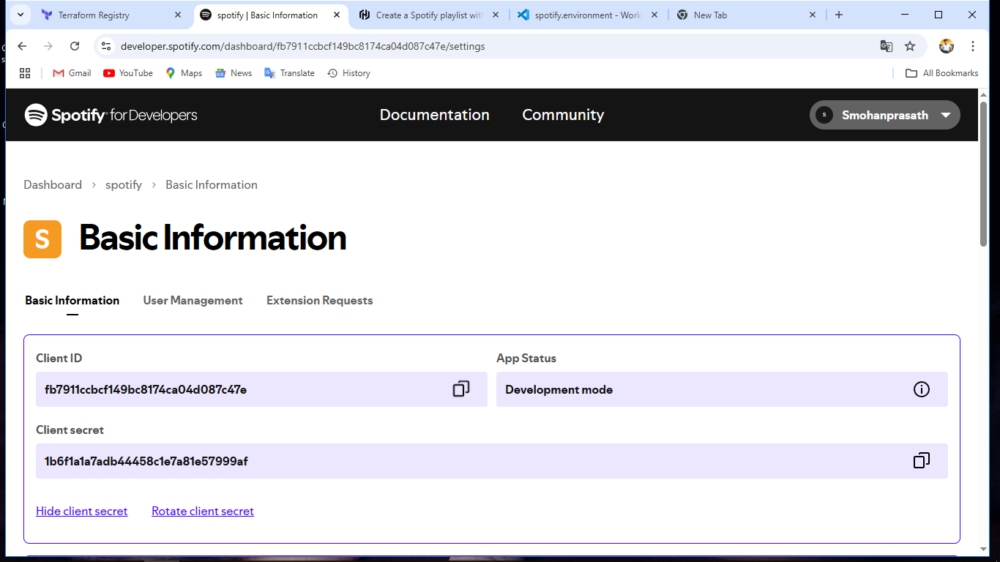 Terraform Registry
spotify | Basic Information
Create a Spotify playlist wit
spotify.environment - Work
New Tab
developer.spotify.com/dashboard/fb7911ccbcf149bc8174ca04d087c47e/settings
Gmail
YouTube
Maps
News
Translate
History
All Bookmarks
Spotify for Developers
Documentation
Community
S
Smohanprasath
Dashboard > spotify > Basic Information
S
Basic Information
Basic Information
User Management
Extension Requests
Client ID
App Status
fb7911ccbcf149bc8174ca04d087c47e
Development mode
Client secret
1b6f1a1a7adb44458c1e7a81e57999af
Hide client secret
Rotate client secret